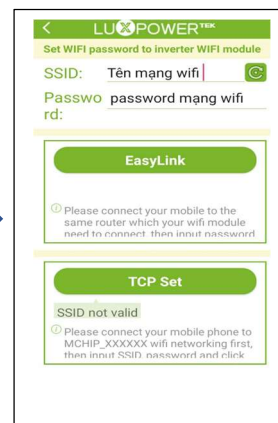 LUXPOWERTEK
Set WIFI password to inverter WIFI module
SSID: Tên mạng wifi
Passwo password mạng wifi
rd:
EasyLink
Please connect your mobile to the
same router which your wifi module
need to connect, then input password
TCP Set
SSID not valid
Please connect your mobile phone to
MCHIP_XXXXXX wifi networking first,
then input SSID, password and click